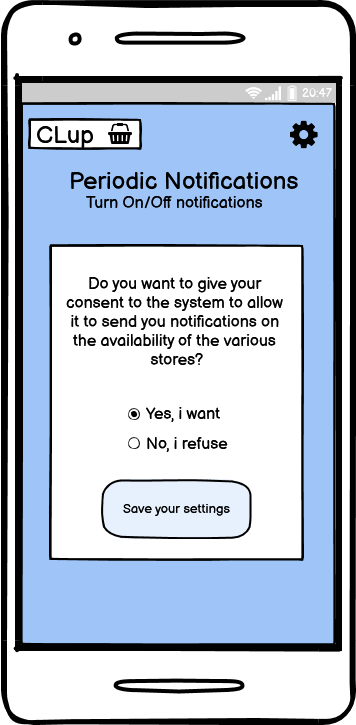 20:47
CLup
Periodic Notifications
Turn On/Off notifications
Do you want to give your
consent to the system to allow
it to send you notifications on
the availability of the various
stores?
Yes, i want
No, i refuse
Save your settings